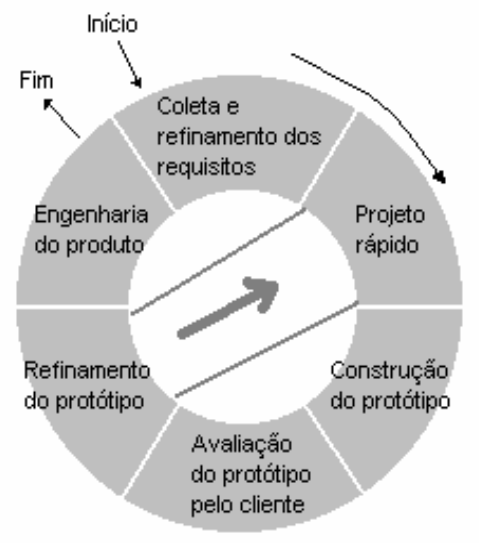 Início
Fim
Coleta e
refinamento dos
requisitos
Projeto
rápido
Construção
do protótipo
Avaliação
do protótipo
pelo cliente
Refinamento
do protótipo
Engenharia
do produto